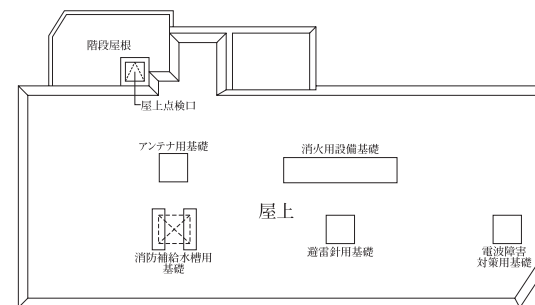 階段屋根
屋上点検口
アンテナ用基礎
消火用設備基礎
屋上
消防補給水槽用
基礎
避雷針用基礎
電波障害
対策用基礎